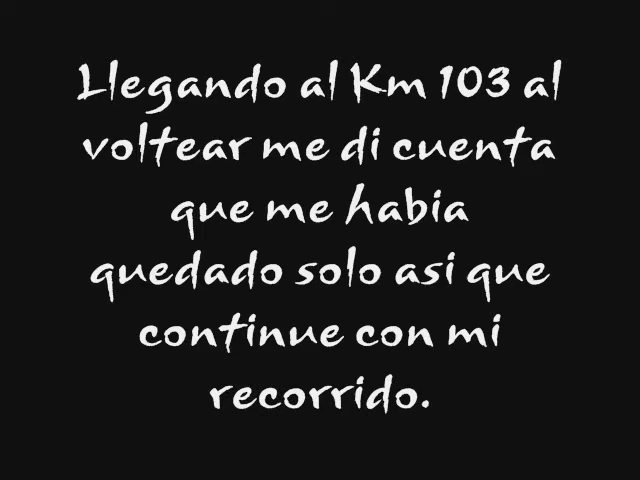 Llegando al Km 103 al
voltear me di cuenta
que me habia
quedado solo asi que
continue con mi
recorrido.